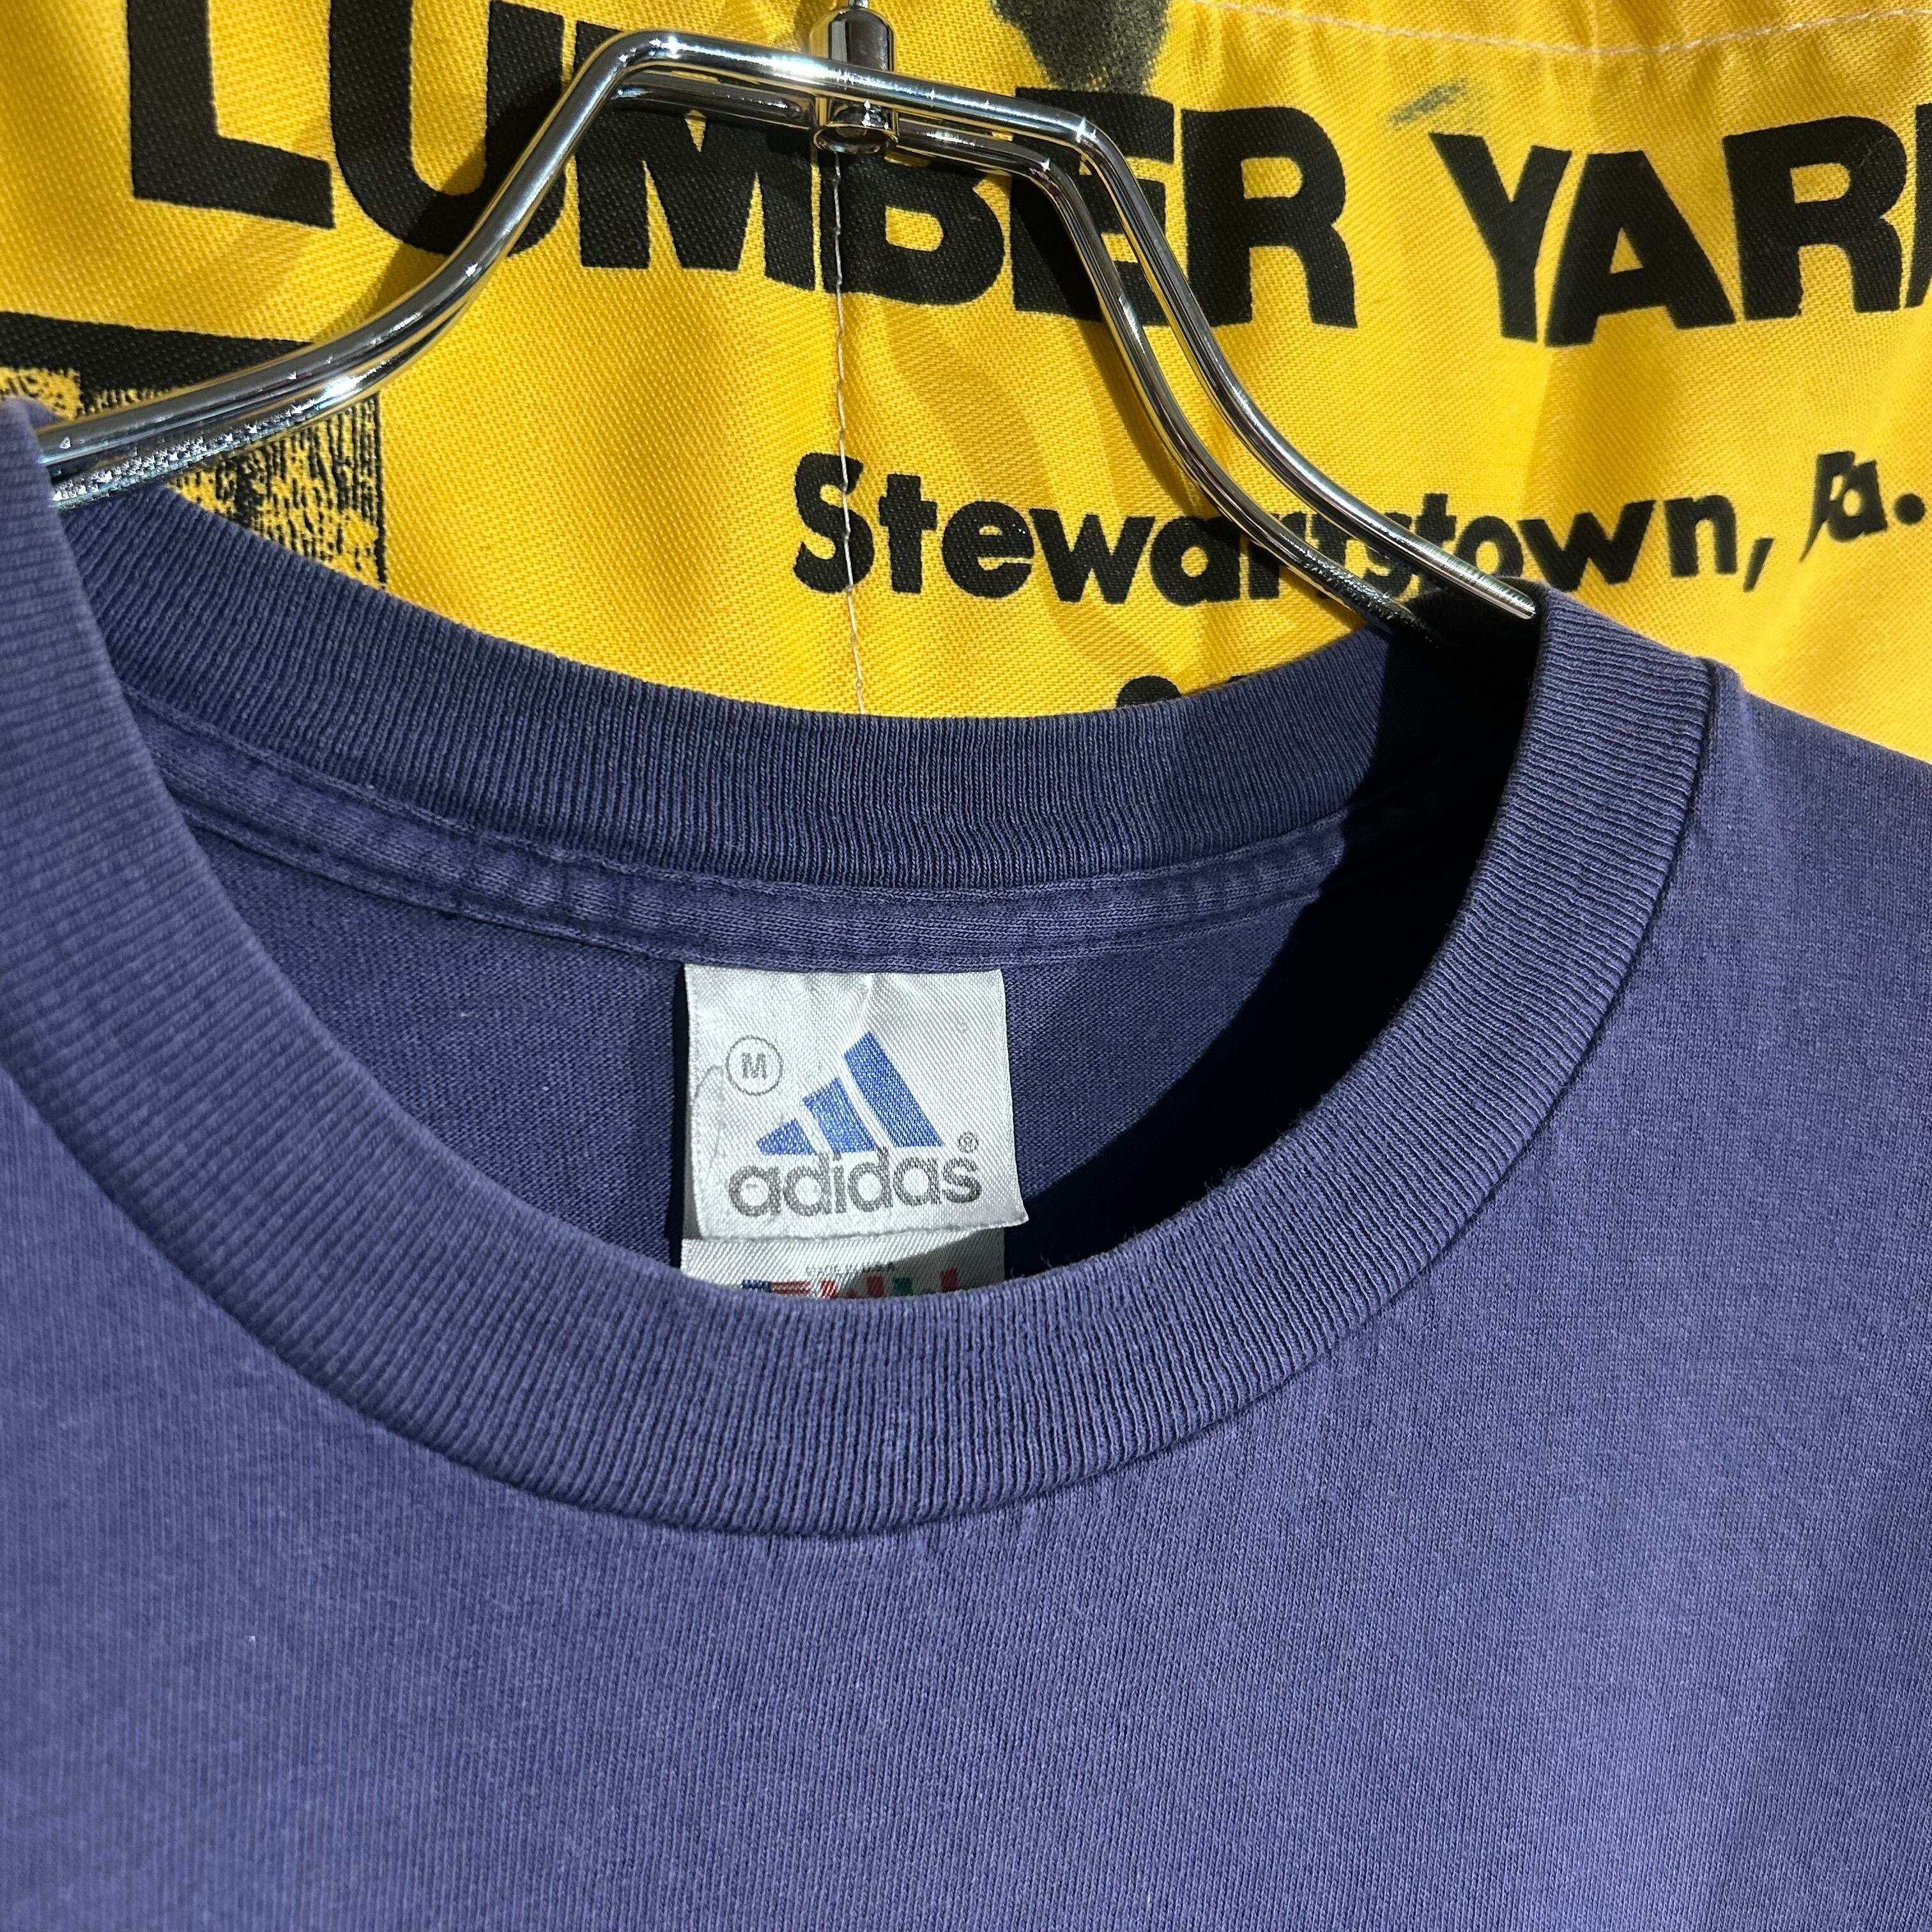 LUMBER YAR
Stewartstown, Pa.
M
adidas®